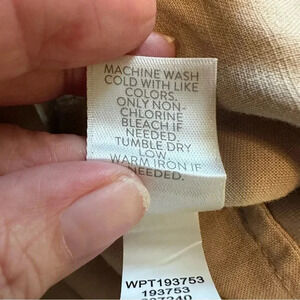 MACHINE WASH
COLD WITH LIKE
COLORS.
ONLY NON-
CHLORINE
BLEACH IF
NEEDED.
TUMBLE DRY
LOW.
WARM IRON IF
NEEDED.
WPT193753
193753